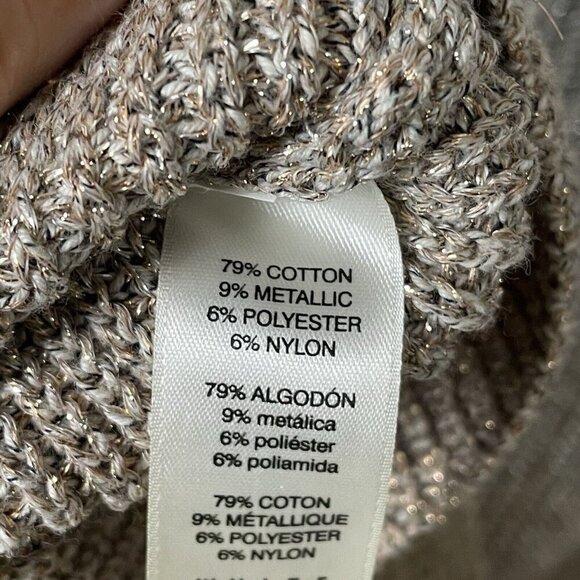 79% COTTON
9% METALLIC
6% POLYESTER
6% NYLON
79% ALGODÓN
9% metálica
6% poliéster
6% poliamida
79% COTON
9% MÉTALLIQUE
6% POLYESTER
6% NYLON